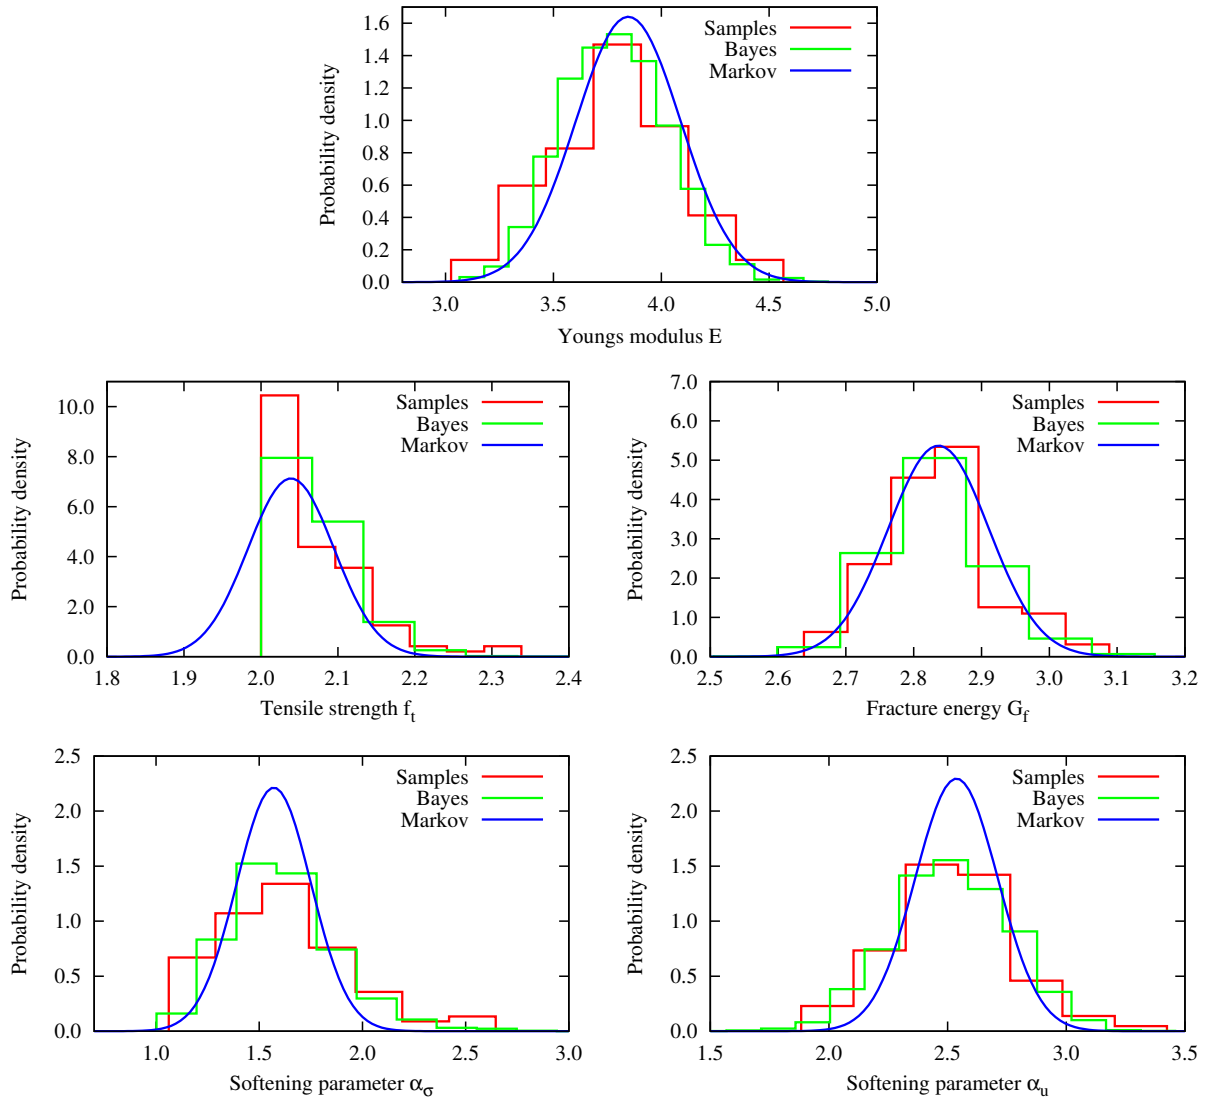 Probability density
1.6
1.4
1.2
1.0
0.8
0.6
0.4
0.2
0.0
Samples
Bayes
Markov
3.0 3.5 4.0 4.5 5.0
Youngs modulus E
Probability density
10.0
8.0
6.0
4.0
2.0
0.0
Samples
Bayes
Markov
1.8 1.9 2.0 2.1 2.2 2.3 2.4
Tensile strength f_t
Probability density
7.0
6.0
5.0
4.0
3.0
2.0
1.0
0.0
Samples
Bayes
Markov
2.5 2.6 2.7 2.8 2.9 3.0 3.1 3.2
Fracture energy G_f
Probability density
2.5
2.0
1.5
1.0
0.5
0.0
Samples
Bayes
Markov
1.0 1.5 2.0 2.5 3.0
Softening parameter α_σ
Probability density
2.5
2.0
1.5
1.0
0.5
0.0
Samples
Bayes
Markov
1.5 2.0 2.5 3.0 3.5
Softening parameter α_u